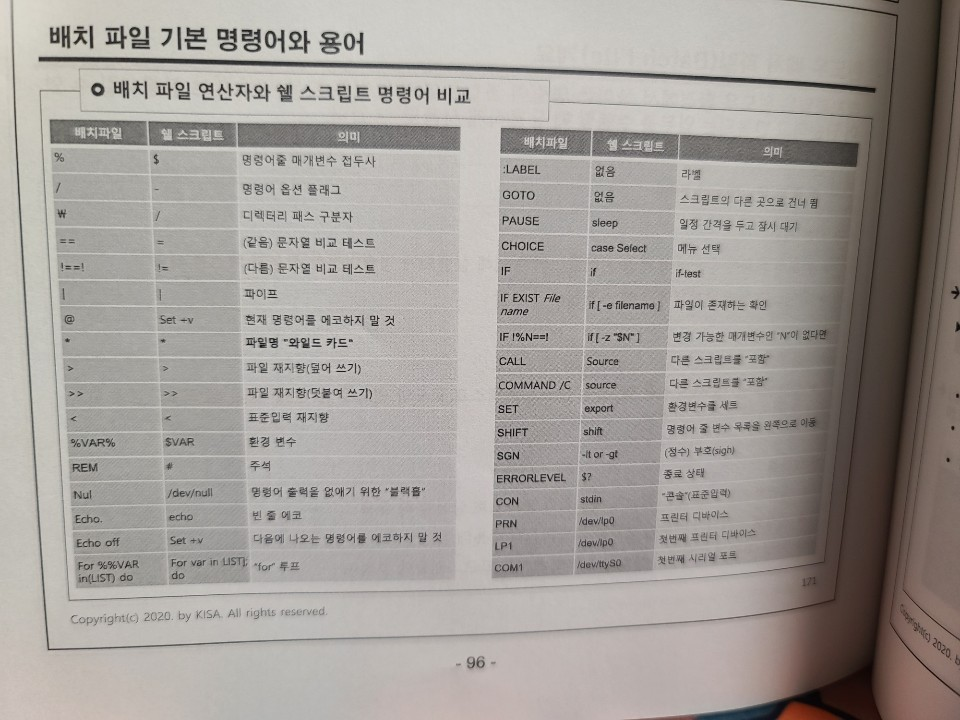 배치 파일 기본 명령어와 용어
배치 파일 연산자와 쉘 스크립트 명령어 비교
배치파일 쉘 스크립트 의미
% $ 명령어줄 매개변수 접두사
/ - 명령어 옵션 플래그
₩ / 디렉터리 패스 구분자
== = (같음) 문자열 비교 테스트
!==! != (다름) 문자열 비교 테스트
| | 파이프
@ Set +v 현재 명령어를 에코하지 말 것
* * 파일명 "와일드 카드"
> > 파일 재지향(덮어 쓰기)
>> >> 파일 재지향(덧붙여 쓰기)
< < 표준입력 재지향
%VAR% $VAR 환경 변수
REM # 주석
Nul /dev/null 명령어 출력을 없애기 위한 "블랙홀"
Echo. echo 빈 줄 에코
Echo off Set +v 다음에 나오는 명령어를 에코하지 말 것
For %%VAR in(LIST) do For var in LIST]; do "for" 루프
배치파일 쉘 스크립트 의미
:LABEL 없음 라벨
GOTO 없음 스크립트의 다른 곳으로 건너 뜀
PAUSE sleep 일정 간격을 두고 잠시 대기
CHOICE case Select 메뉴 선택
IF if if-test
IF EXIST File name if [ -e filename ] 파일이 존재하는 확인
IF !%N==! if [ -z "$N" ] 변경 가능한 매개변수인 "N"이 없다면
CALL Source 다른 스크립트를 "포함"
COMMAND /C source 다른 스크립트를 "포함"
SET export 환경변수를 세트
SHIFT shift 명령어 줄 변수 목록을 왼쪽으로 이동
SGN -lt or -gt (정수) 부호(sigh)
ERRORLEVEL $? 종료 상태
CON stdin "콘솔"(표준입력)
PRN /dev/lp0 프린터 디바이스
LP1 /dev/lp0 첫번째 프린터 디바이스
COM1 /dev/ttyS0 첫번째 시리얼 포트
171
Copyright(c) 2020. by KISA. All rights reserved.
- 96 -
Copyright(c) 2020. b